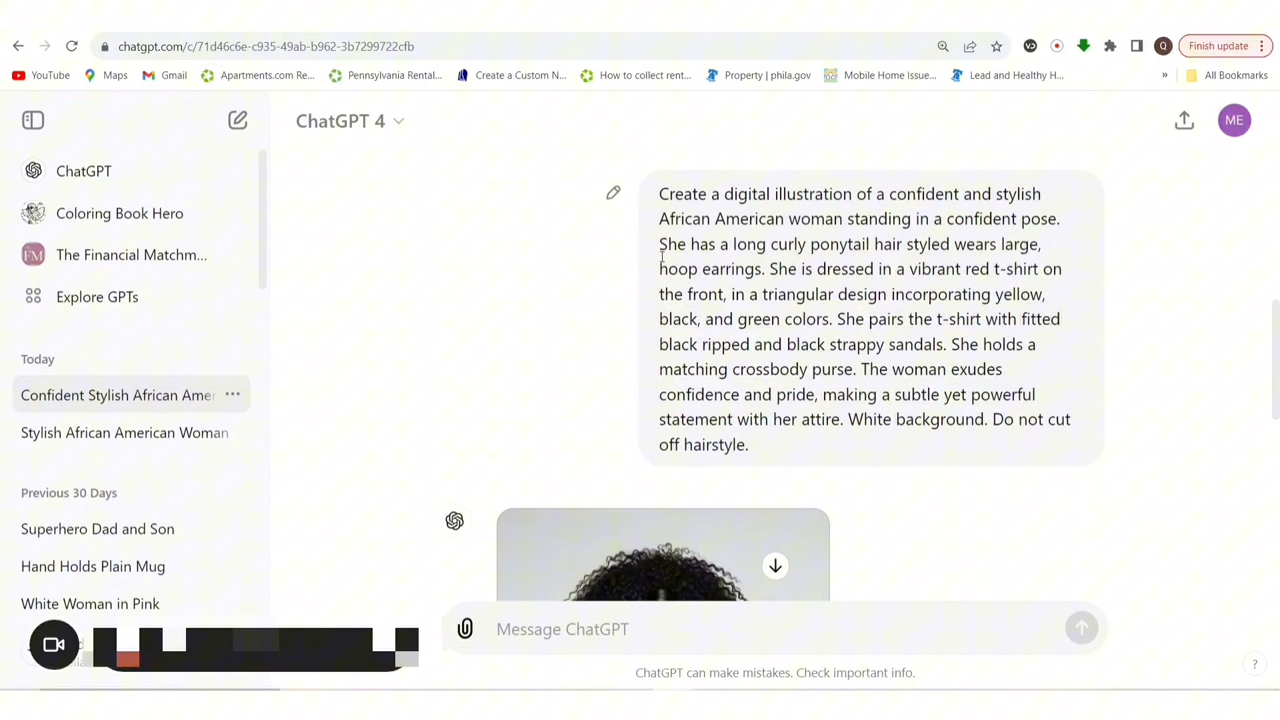 chatgpt.com/c/71d46c6e-c935-49ab-b962-3b7299722cfb
Finish update
YouTube
Maps
Gmail
Apartments.com Re...
Pennsylvania Rental...
Create a Custom N...
How to collect rent...
Property | phila.gov
Mobile Home Issue...
Lead and Healthy H...
»
All Bookmarks
ChatGPT 4
ME
ChatGPT
Coloring Book Hero
FM
The Financial Matchm...
Explore GPTs
Today
Confident Stylish African Amer
Stylish African American Woman
Previous 30 Days
Superhero Dad and Son
Hand Holds Plain Mug
White Woman in Pink
Create a digital illustration of a confident and stylish
African American woman standing in a confident pose.
She has a long curly ponytail hair styled wears large,
hoop earrings. She is dressed in a vibrant red t-shirt on
the front, in a triangular design incorporating yellow,
black, and green colors. She pairs the t-shirt with fitted
black ripped and black strappy sandals. She holds a
matching crossbody purse. The woman exudes
confidence and pride, making a subtle yet powerful
statement with her attire. White background. Do not cut
off hairstyle.
Message ChatGPT
ChatGPT can make mistakes. Check important info.
?